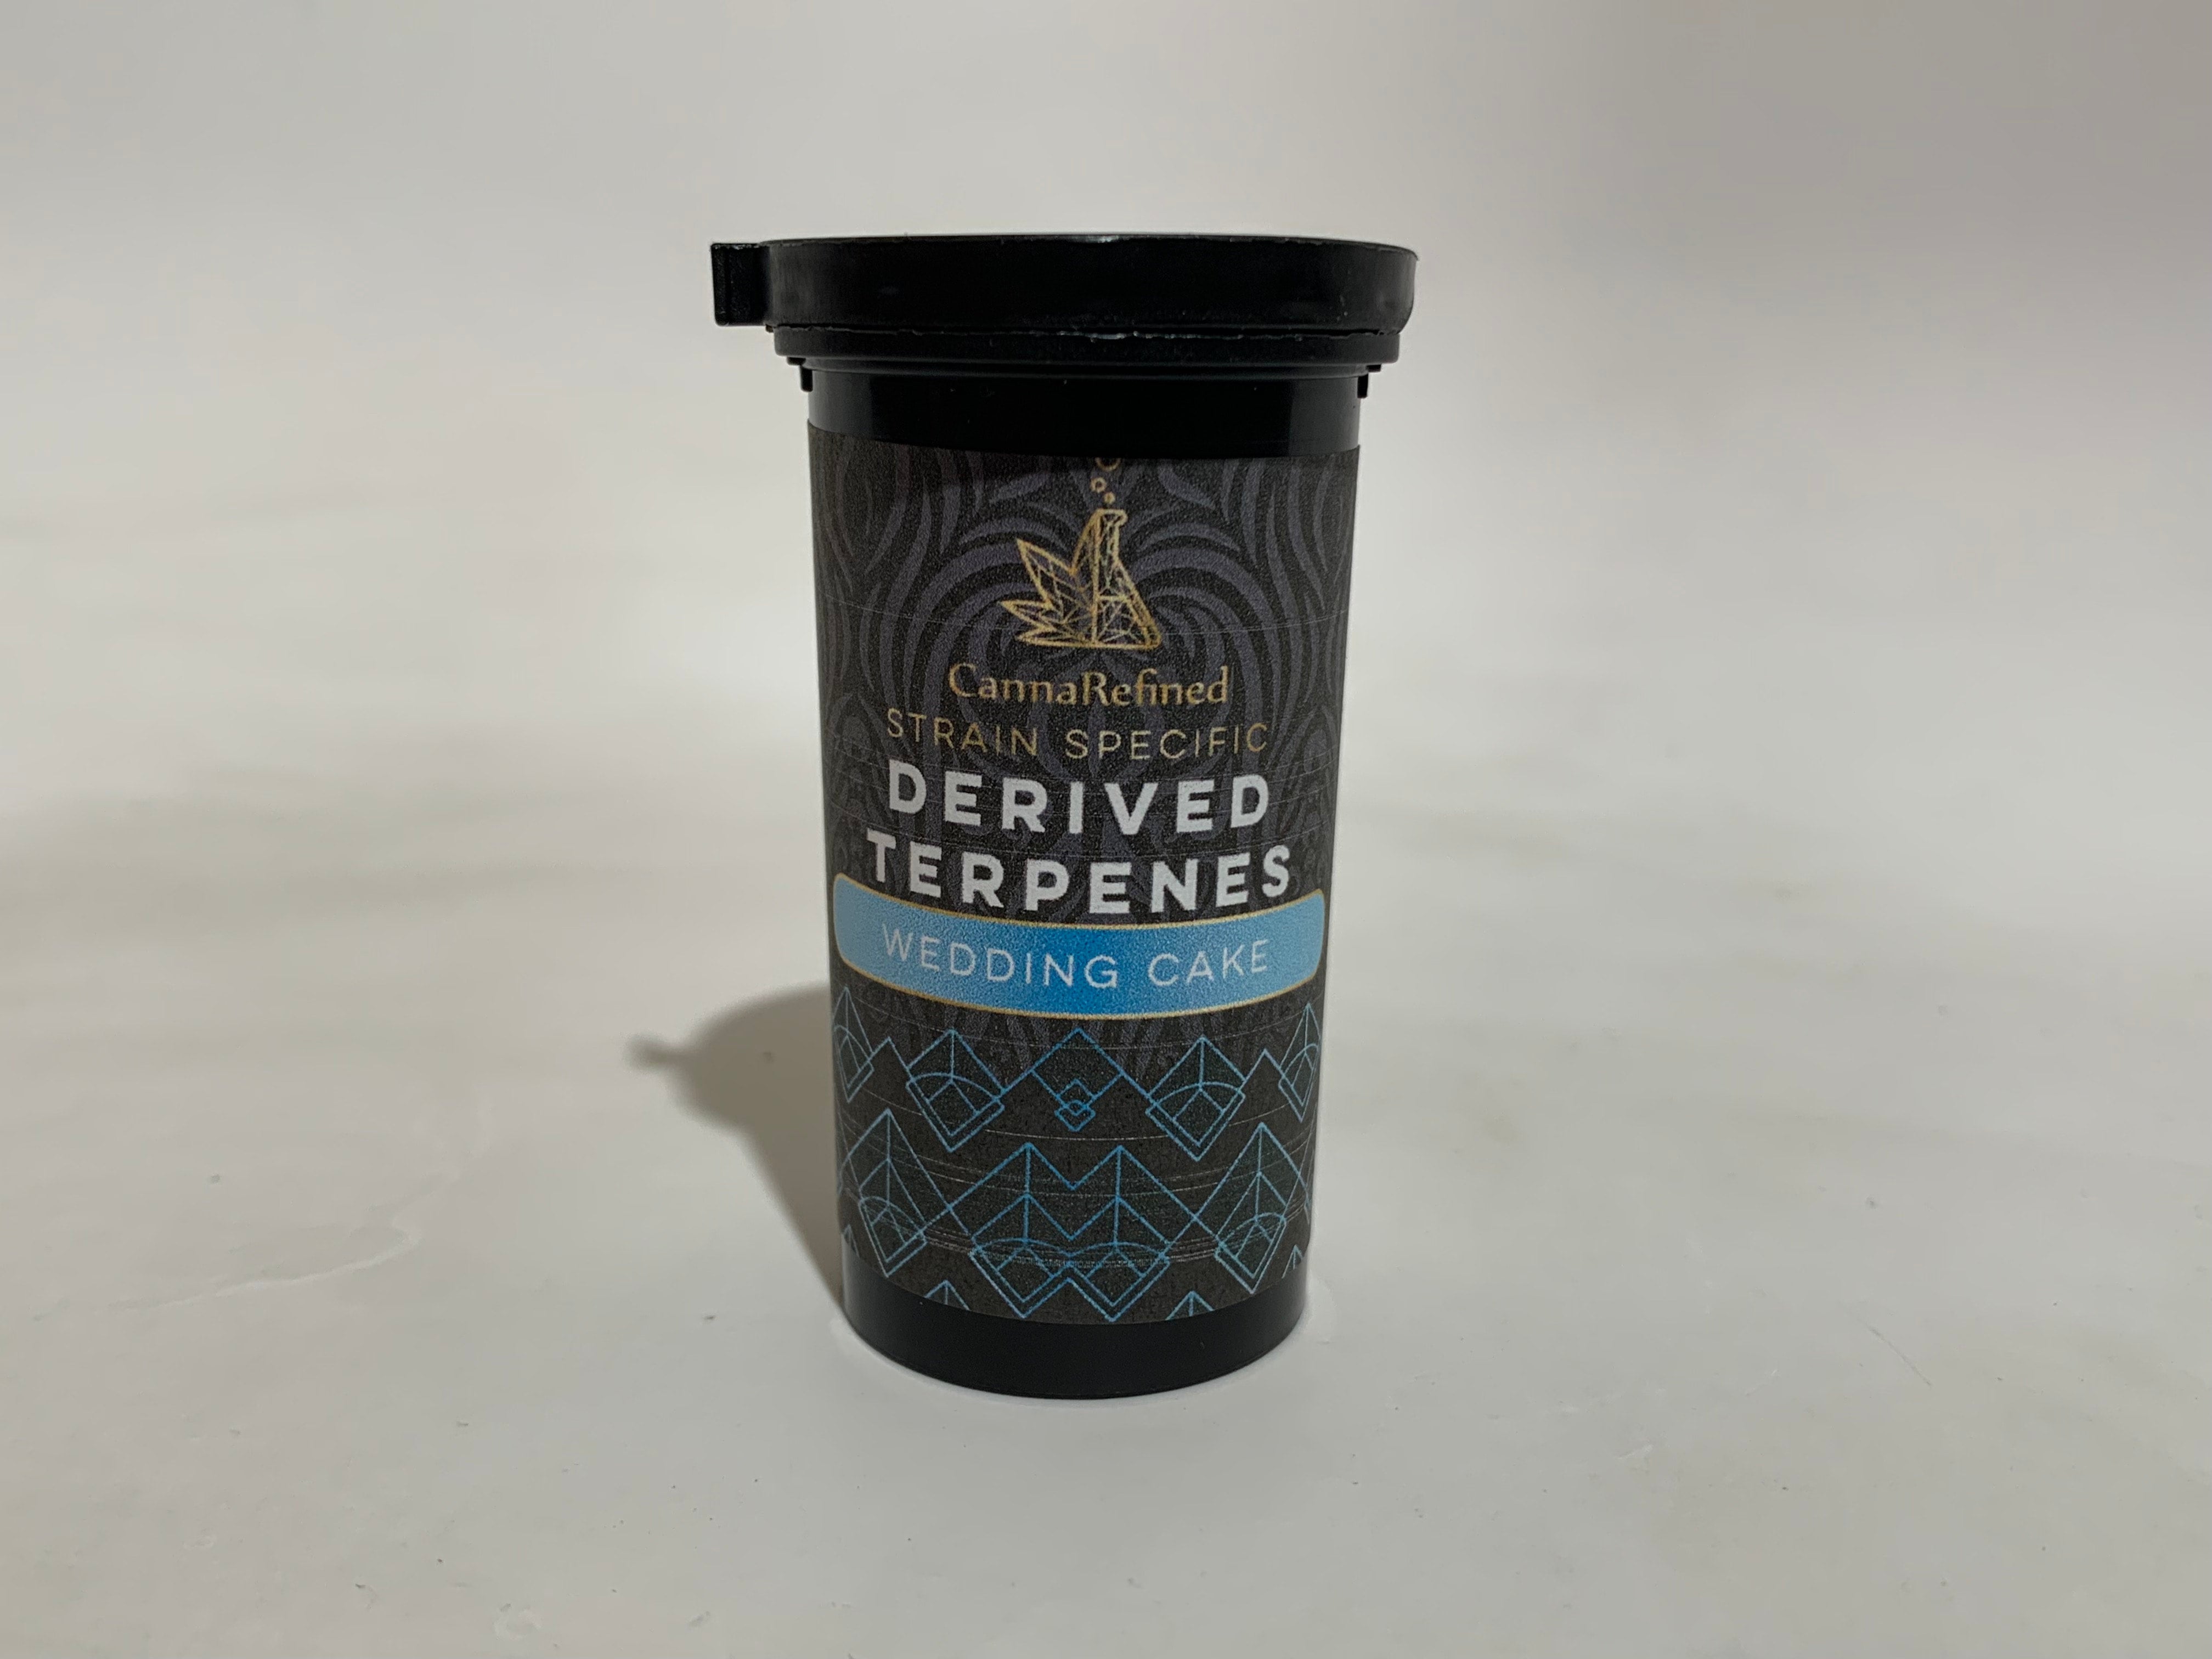 CannaRefined
STRAIN SPECIFIC
DERIVED
TERPENES
WEDDING CAKE